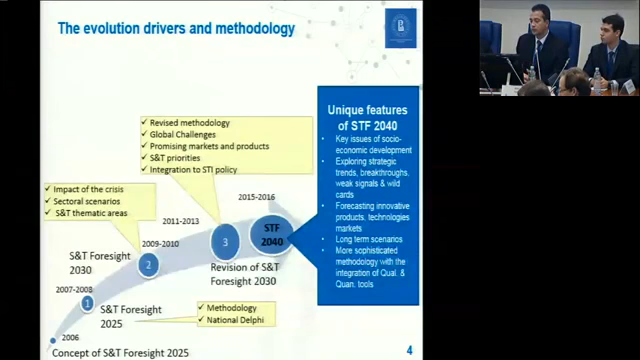 The evolution drivers and methodology
Revised methodology
Global Challenges
Promising markets and products
S&T priorities
Integration to STI policy
Impact of the crisis
Sectoral scenarios
S&T thematic areas
2015-2016
2011-2013
2009-2010
STF
2040
3
2
S&T Foresight
2030
Revision of S&T
Foresight 2030
2007-2008
1
S&T Foresight
2025
Methodology
National Delphi
2006
Concept of S&T Foresight 2025
Unique features
of STF 2040
Key issues of socio-
economic development
Exploring strategic
trends, breakthroughs,
weak signals & wild
cards
Forecasting innovative
products, technologies
markets
Long term scenarios
More sophisticated
methodology with the
integration of Qual. &
Quan. tools
4